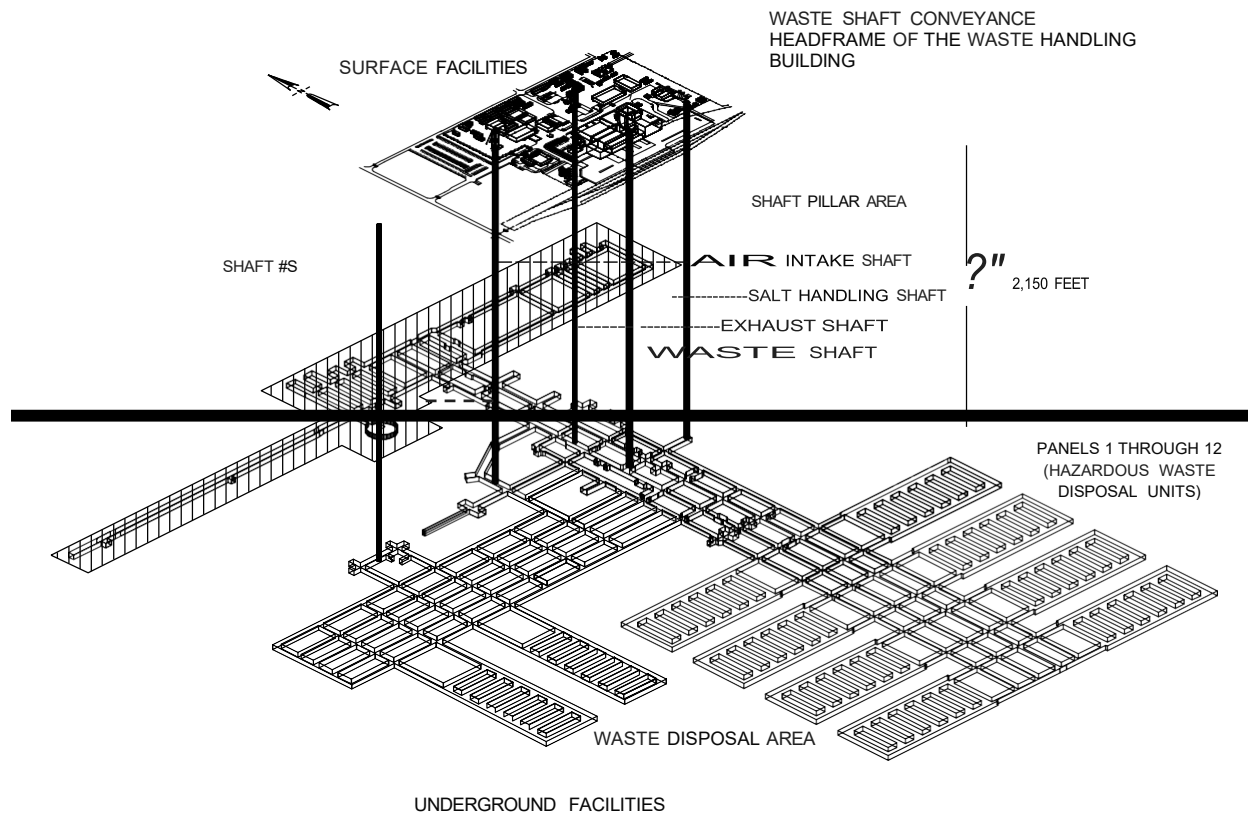 WASTE SHAFT CONVEYANCE
HEADFRAME OF THE WASTE HANDLING
BUILDING
SURFACE FACILITIES
SHAFT PILLAR AREA
SHAFT #S
AIR INTAKE SHAFT
?" 2,150 FEET
SALT HANDLING SHAFT
EXHAUST SHAFT
WASTE SHAFT
PANELS 1 THROUGH 12
(HAZARDOUS WASTE
DISPOSAL UNITS)
WASTE DISPOSAL AREA
UNDERGROUND FACILITIES